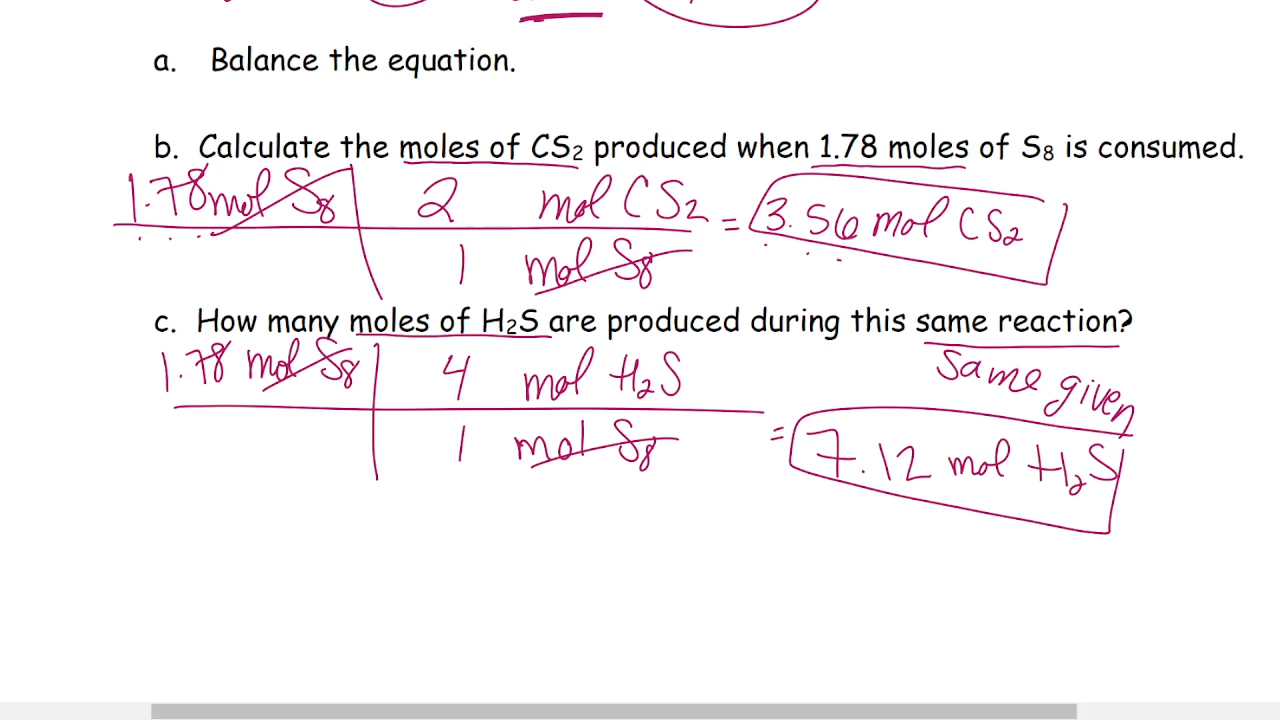 a. Balance the equation.
b. Calculate the moles of CS₂ produced when 1.78 moles of S₈ is consumed.
1.78 mol S₈ 2 mol CS₂ = 3.56 mol CS₂
1 mol S₈
c. How many moles of H₂S are produced during this same reaction?
1.78 mol S₈ 4 mol H₂S same given
1 mol S₈ = 7.12 mol H₂S